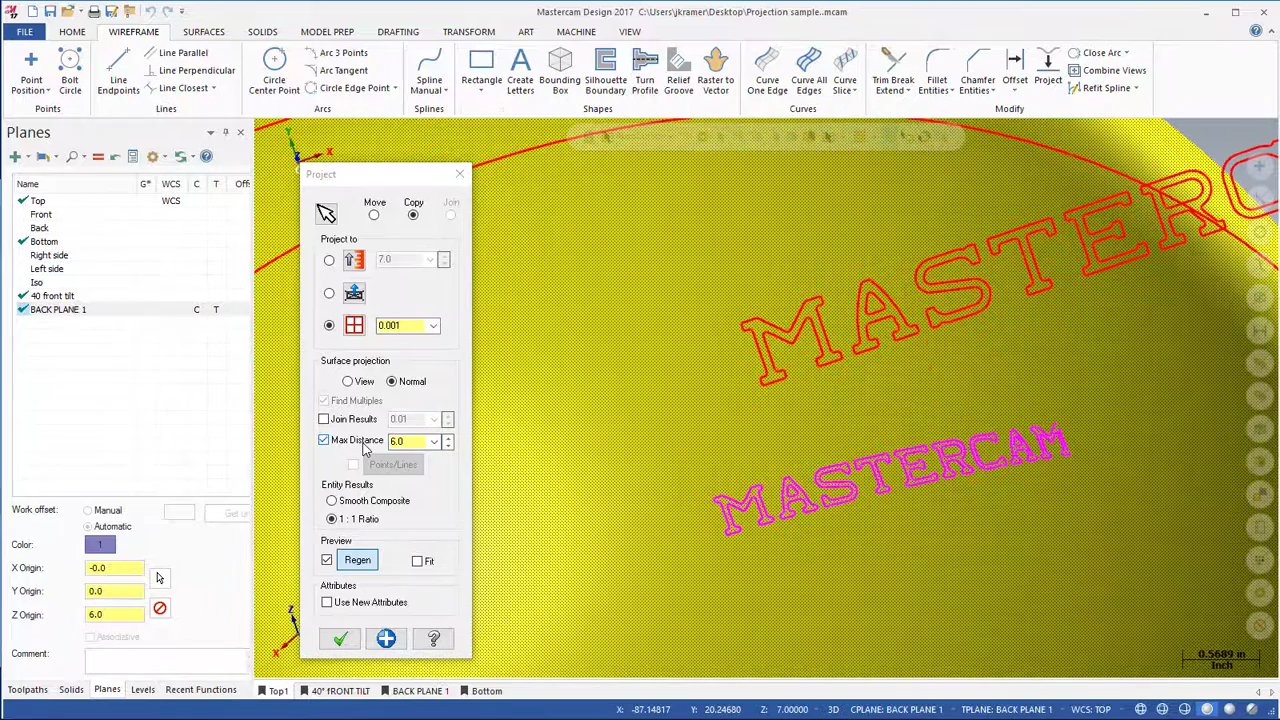 Mastercam Design 2017 C:\Users\jkramer\Desktop\Projection sample..mcam
FILE HOME WIREFRAME SURFACES SOLIDS MODEL PREP DRAFTING TRANSFORM ART MACHINE VIEW
Point Position
Bolt Circle
Points
Line Endpoints
Line Parallel
Line Perpendicular
Line Closest
Lines
Circle Center Point
Arc 3 Points
Arc Tangent
Circle Edge Point
Arcs
Spline Manual
Splines
Rectangle
Create Letters
Bounding Box
Silhouette Boundary
Turn Profile
Relief Groove
Raster to Vector
Shapes
Curve One Edge
Curve All Edges
Curve Slice
Curves
Trim Break Extend
Fillet Entities
Chamfer Entities
Offset
Project
Close Arc
Combine Views
Refit Spline
Modify
Planes
Name G* WCS C T Offs
Top WCS
Front
Back
Bottom
Right side
Left side
Iso
40 front tilt
BACK PLANE 1 C T
Work offset: Manual
Automatic
Get un
Color: 1
X Origin: -0.0
Y Origin: 0.0
Z Origin: 6.0
Associative
Comment:
Toolpaths Solids Planes Levels Recent Functions
Y
Z
X
Project
Move Copy Join
Project to
7.0
0.001
Surface projection
View Normal
Find Multiples
Join Results 0.01
Max Distance 6.0
Points/Lines
Entity Results
Smooth Composite
1 : 1 Ratio
Preview
Regen Fit
Attributes
Use New Attributes
MASTERC
MASTERCAM
Z
X
0.5689 in
Inch
Top1 40° fRONT TILT BACK PLANE 1 Bottom
X: -87.14817 Y: 20.24680 Z: 7.00000 3D CPLANE: BACK PLANE 1 TPLANE: BACK PLANE 1 WCS: TOP